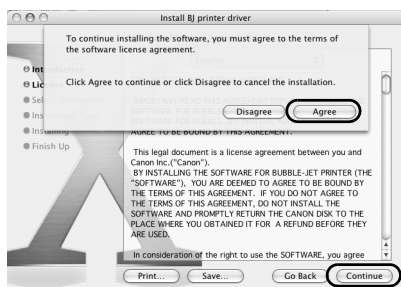 Install BJ printer driver
To continue installing the software, you must agree to the terms of
the software license agreement.
Click Agree to continue or click Disagree to cancel the installation.
Disagree
Agree
English
Finish Up
AGREE TO BE BOUND BY THIS AGREEMENT.
This legal document is a license agreement between you and
Canon Inc.("Canon").
BY INSTALLING THE SOFTWARE FOR BUBBLE-JET PRINTER (THE
"SOFTWARE"), YOU ARE DEEMED TO AGREE TO BE BOUND BY
THE TERMS OF THIS AGREEMENT. IF YOU DO NOT AGREE TO
THE TERMS OF THIS AGREEMENT, DO NOT INSTALL THE
SOFTWARE AND PROMPTLY RETURN THE CANON DISK TO THE
PLACE WHERE YOU OBTAINED IT FOR A REFUND BEFORE THEY
ARE USED.
In consideration of the right to use the SOFTWARE, you agree
Print...
Save...
Go Back
Continue